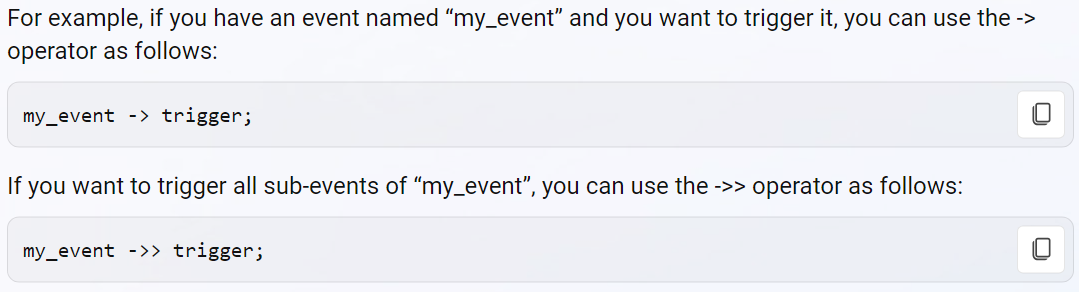 For example, if you have an event named “my_event” and you want to trigger it, you can use the ->
operator as follows:
my_event -> trigger;
If you want to trigger all sub-events of “my_event”, you can use the ->> operator as follows:
my_event ->> trigger;